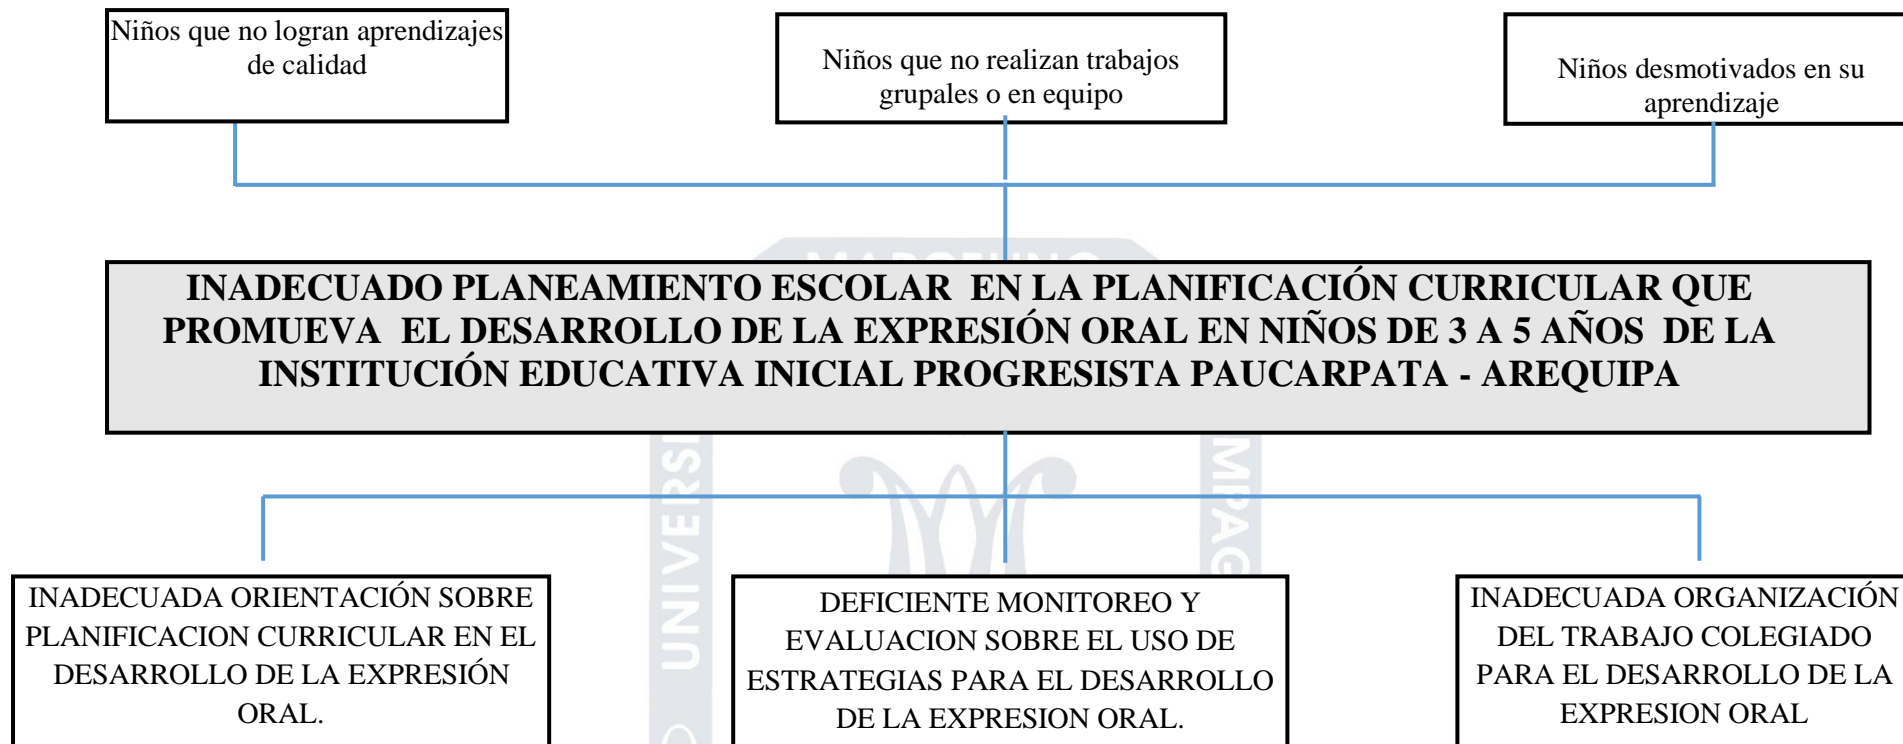 Niños que no logran aprendizajes
de calidad
Niños que no realizan trabajos
grupales o en equipo
Niños desmotivados en su
aprendizaje
INADECUADO PLANEAMIENTO ESCOLAR EN LA PLANIFICACIÓN CURRICULAR QUE
PROMUEVA EL DESARROLLO DE LA EXPRESIÓN ORAL EN NIÑOS DE 3 A 5 AÑOS DE LA
INSTITUCIÓN EDUCATIVA INICIAL PROGRESISTA PAUCARPATA - AREQUIPA
INADECUADA ORIENTACIÓN SOBRE
PLANIFICACION CURRICULAR EN EL
DESARROLLO DE LA EXPRESIÓN
ORAL.
DEFICIENTE MONITOREO Y
EVALUACION SOBRE EL USO DE
ESTRATEGIAS PARA EL DESARROLLO
DE LA EXPRESION ORAL.
INADECUADA ORGANIZACIÓN
DEL TRABAJO COLEGIADO
PARA EL DESARROLLO DE LA
EXPRESION ORAL